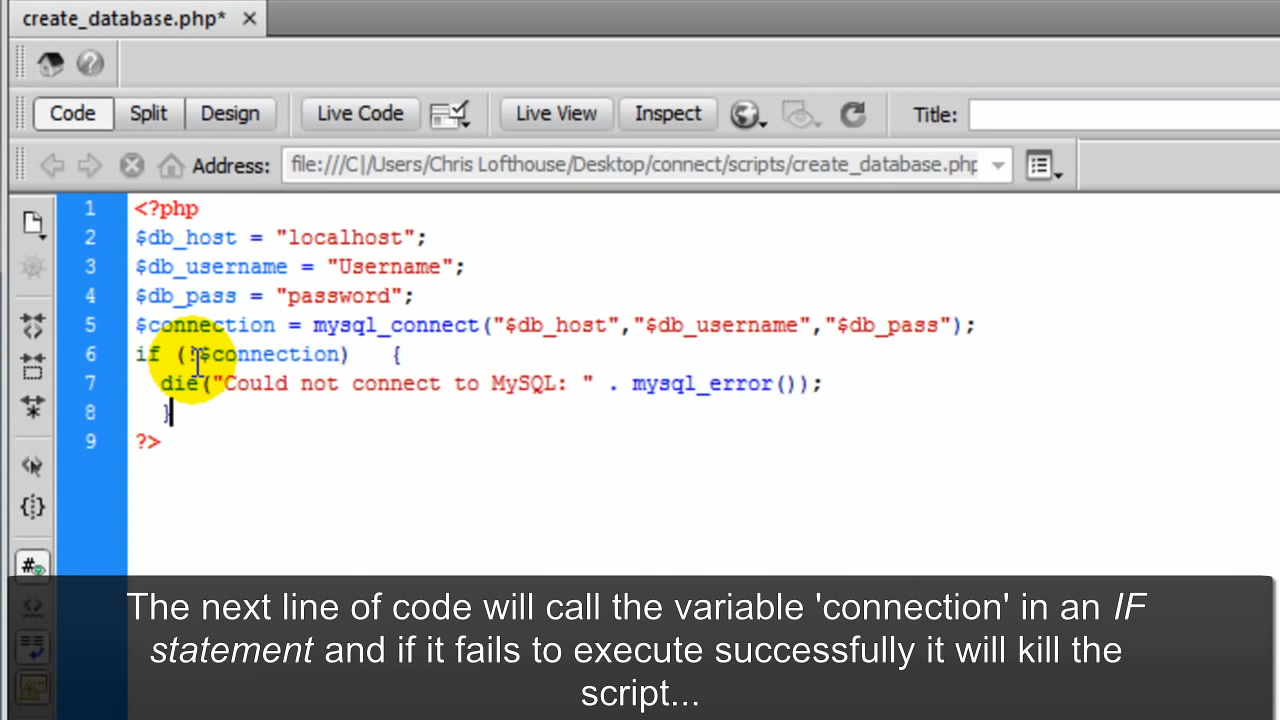 create_database.php*
Code Split Design Live Code Live View Inspect Title:
Address: file:///C|/Users/Chris Lofthouse/Desktop/connect/scripts/create_database.php
1 <?php
2 $db_host = "localhost";
3 $db_username = "Username";
4 $db_pass = "password";
5 $connection = mysql_connect("$db_host","$db_username","$db_pass");
6 if (!$connection) {
7 die("Could not connect to MySQL: " . mysql_error());
8 }
9 ?>
The next line of code will call the variable 'connection' in an IF
statement and if it fails to execute successfully it will kill the
script...